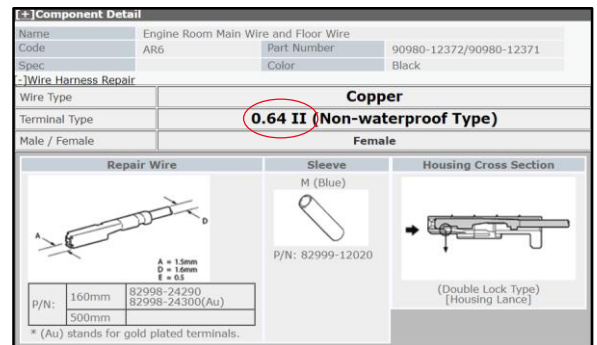 [+]Component Detail
Name Engine Room Main Wire and Floor Wire
Code AR6 Part Number 90980-12372/90980-12371
Spec Color Black
[-]Wire Harness Repair
Wire Type Copper
Terminal Type 0.64 II (Non-waterproof Type)
Male / Female Female
Repair Wire Sleeve Housing Cross Section
M (Blue)
A
D
A = 1.5mm
D = 1.6mm
E = 0.5
P/N: 82999-12020
(Double Lock Type)
[Housing Lance]
P/N: 160mm 82998-24290
82998-24300(Au)
500mm
* (Au) stands for gold plated terminals.